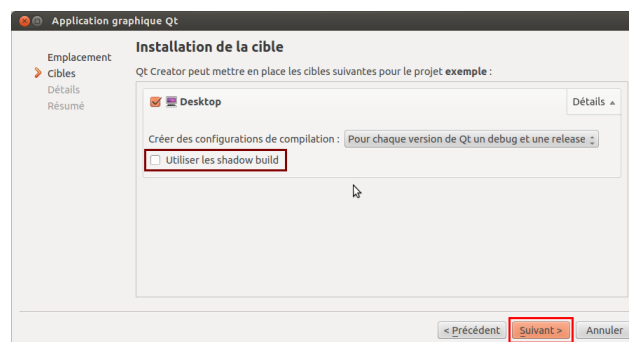 Application graphique Qt
Emplacement
Cibles
Détails
Résumé
Installation de la cible
Qt Creator peut mettre en place les cibles suivantes pour le projet exemple :
Desktop
Détails
Créer des configurations de compilation : Pour chaque version de Qt un debug et une release
Utiliser les shadow build
< Précédent Suivant > Annuler